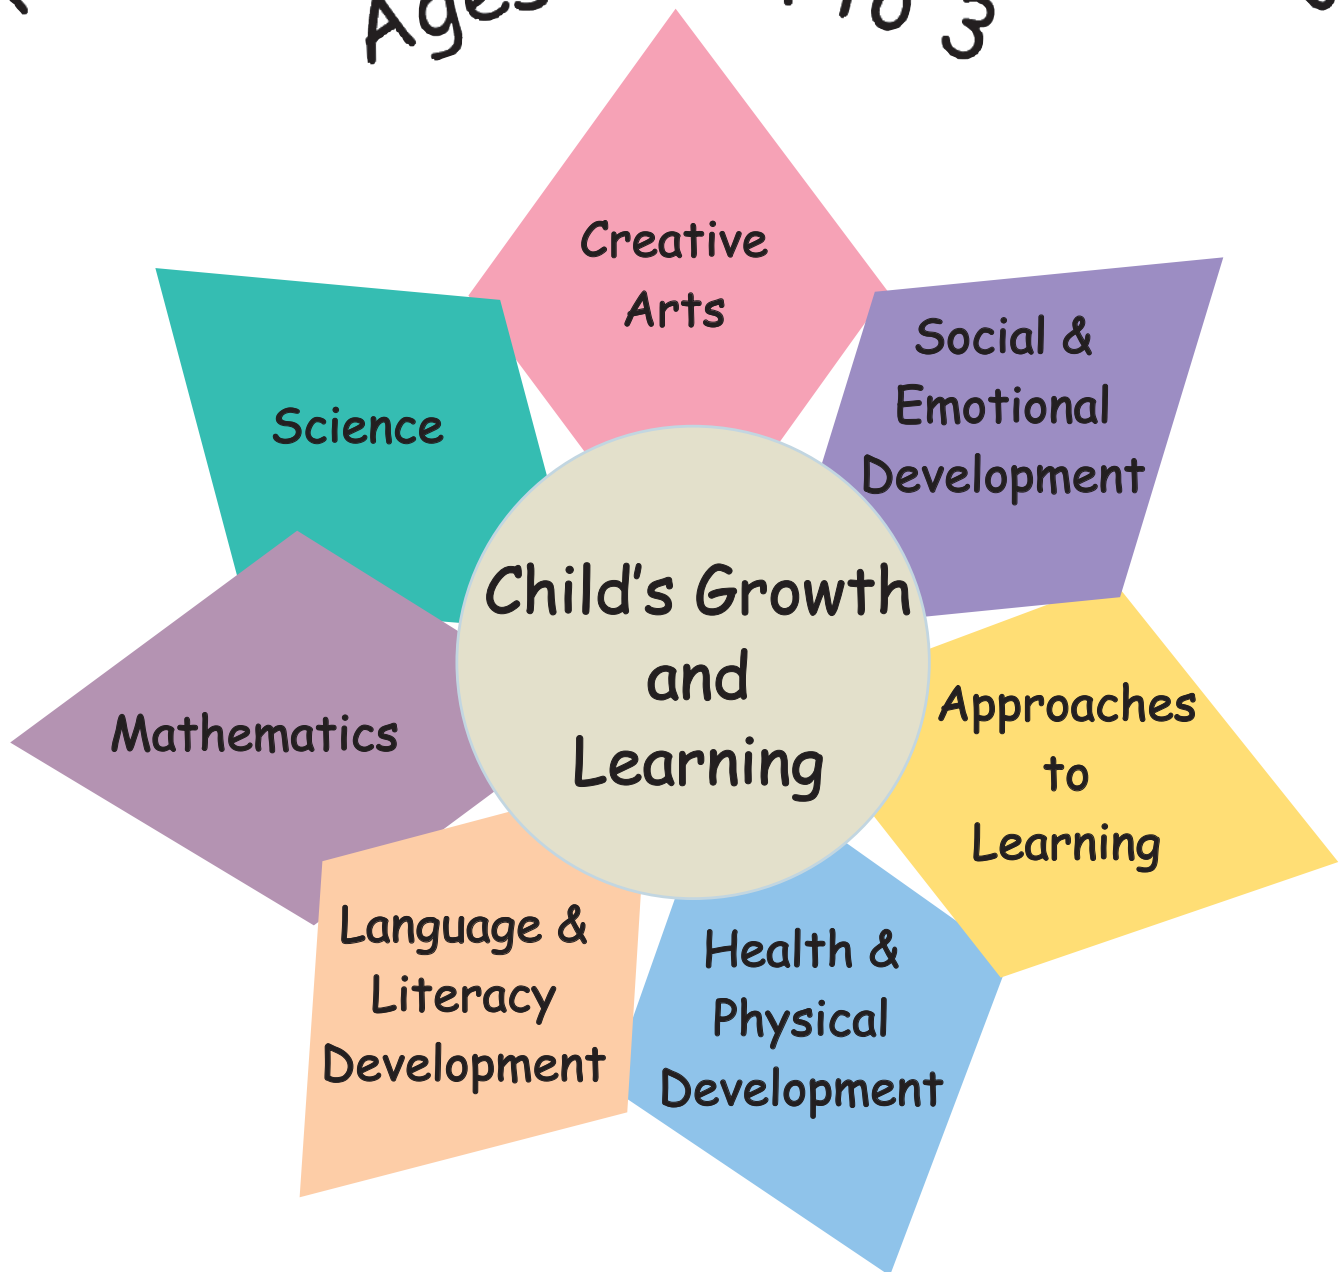 Ages
to 3
Creative
Arts
Social &
Emotional
Development
Science
Child's Growth
and
Learning
Approaches
to
Learning
Mathematics
Language &
Literacy
Development
Health &
Physical
Development